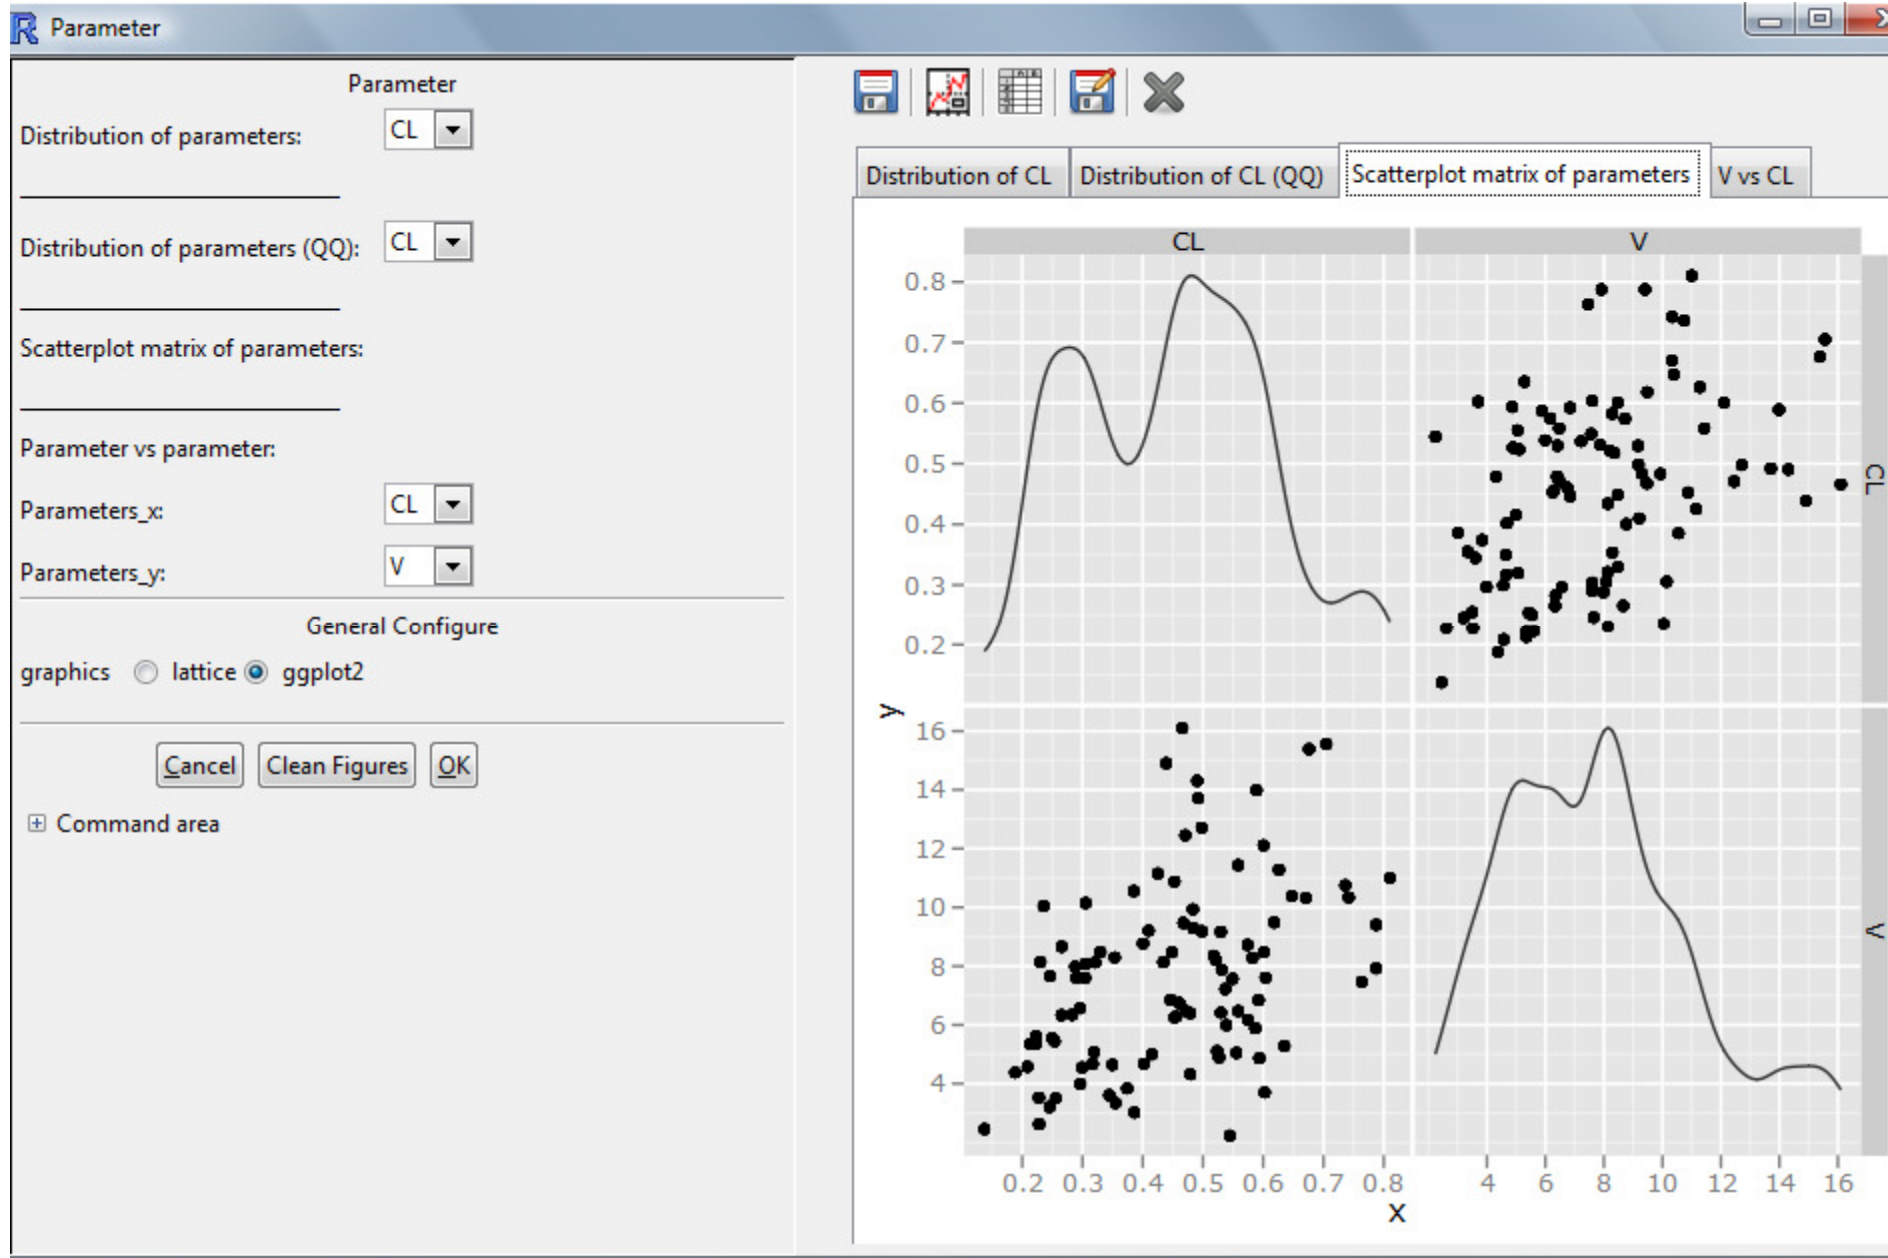 Parameter
Parameter
Distribution of parameters: CL
Distribution of parameters (QQ): CL
Scatterplot matrix of parameters:
Parameter vs parameter:
Parameters_x: CL
Parameters_y: V
General Configure
graphics lattice ggplot2
Cancel Clean Figures OK
Command area
Distribution of CL Distribution of CL (QQ) Scatterplot matrix of parameters V vs CL
CL V
0.8
0.7
0.6
0.5
0.4
0.3
0.2
CL
y
16
14
12
10
8
6
4
V
0.2 0.3 0.4 0.5 0.6 0.7 0.8 4 6 8 10 12 14 16
x